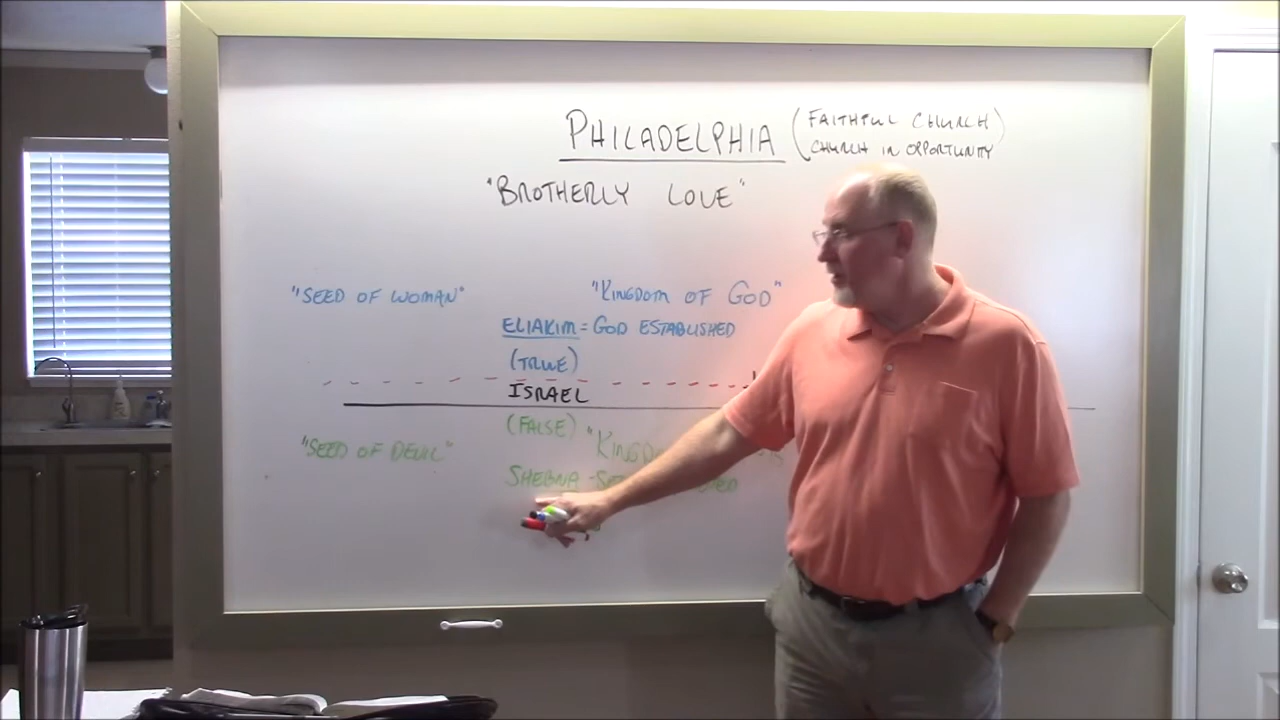 PHILADELPHIA (FAITHFUL CHURCH)
CHURCH IN OPPORTUNITY
"BROTHERLY LOVE"
"SEED OF WOMAN" "KINGDOM OF GOD"
ELIAKIM = GOD ESTABLISHED
(TRUE)
ISRAEL
(FALSE)
"SEED OF DEVIL"
SHEBNA -